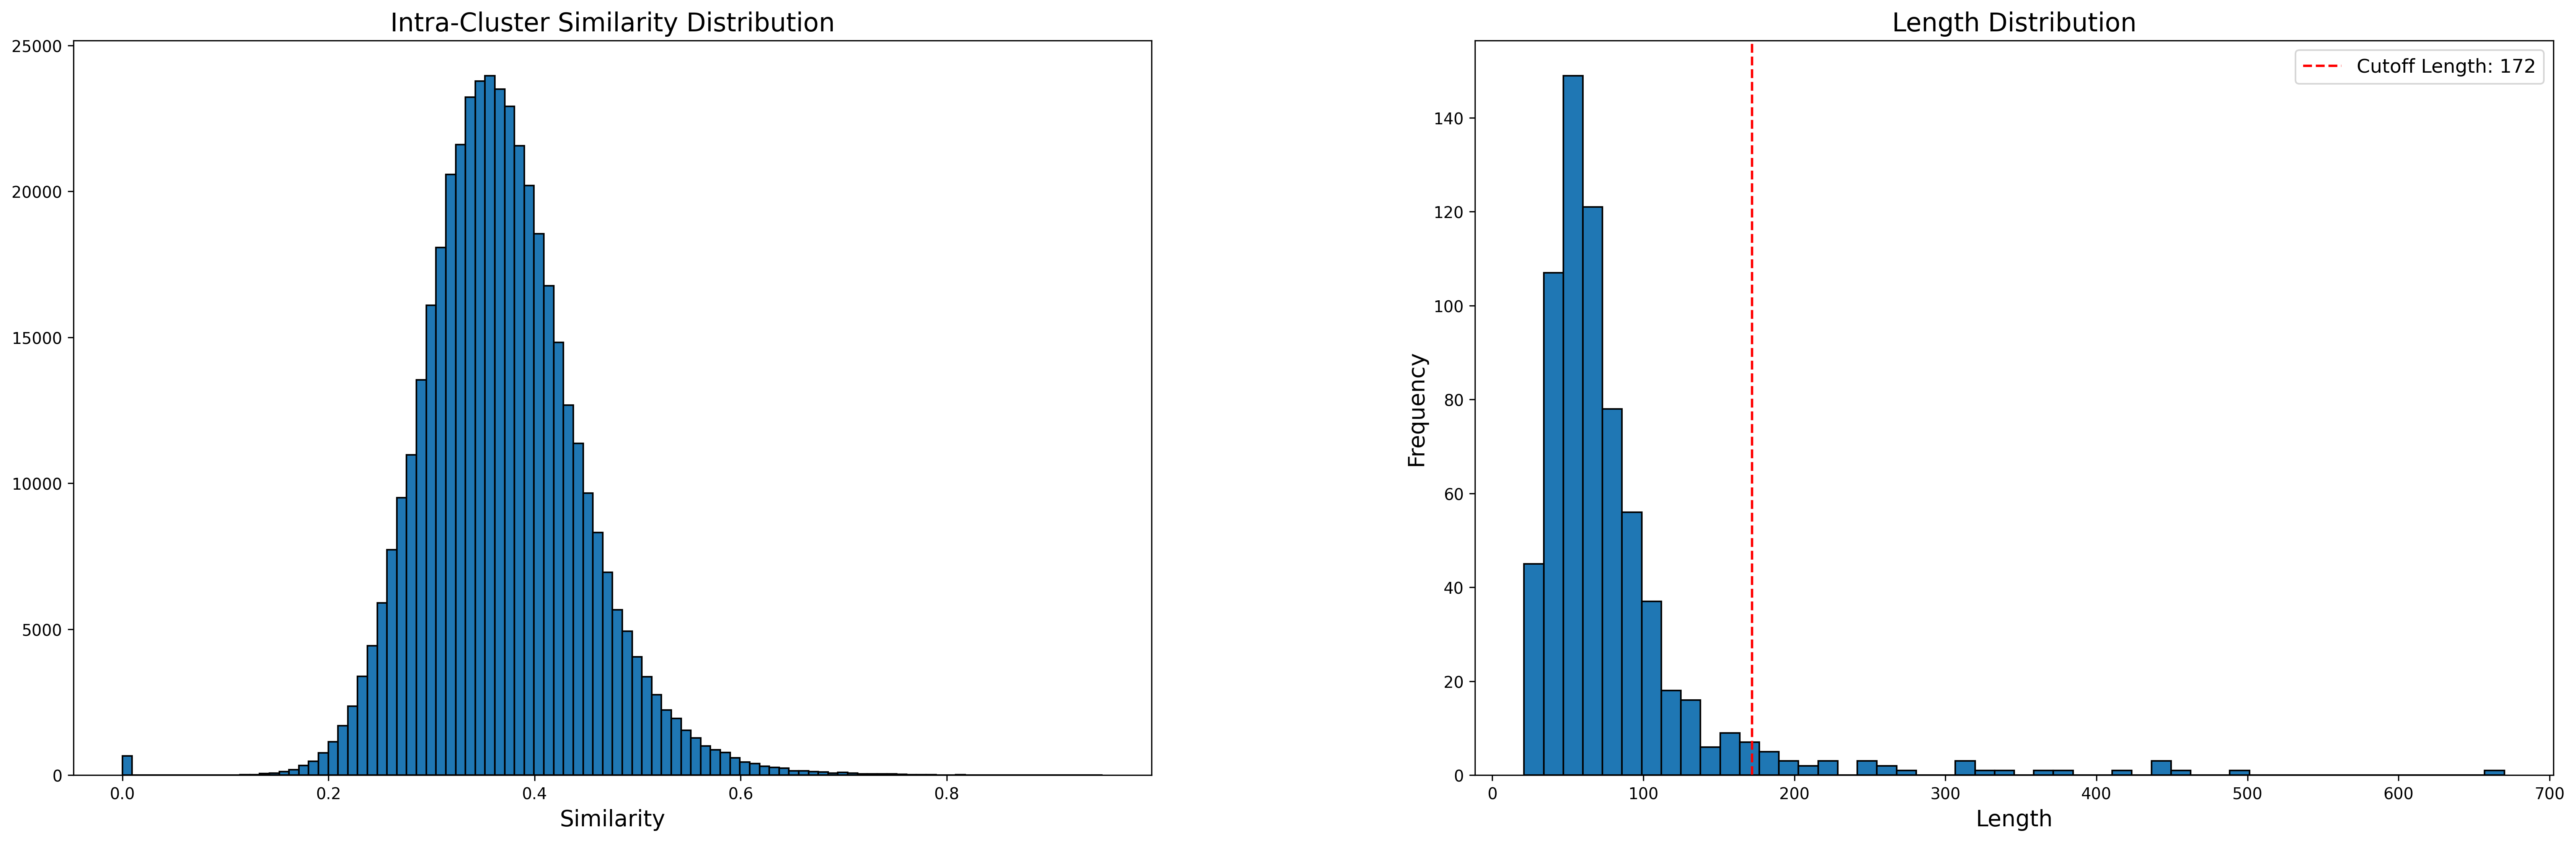 Intra-Cluster Similarity Distribution
25000
20000
15000
10000
5000
0
0.0 0.2 0.4 0.6 0.8
Similarity
Length Distribution
Cutoff Length: 172
Frequency
140
120
100
80
60
40
20
0
0 100 200 300 400 500 600 700
Length